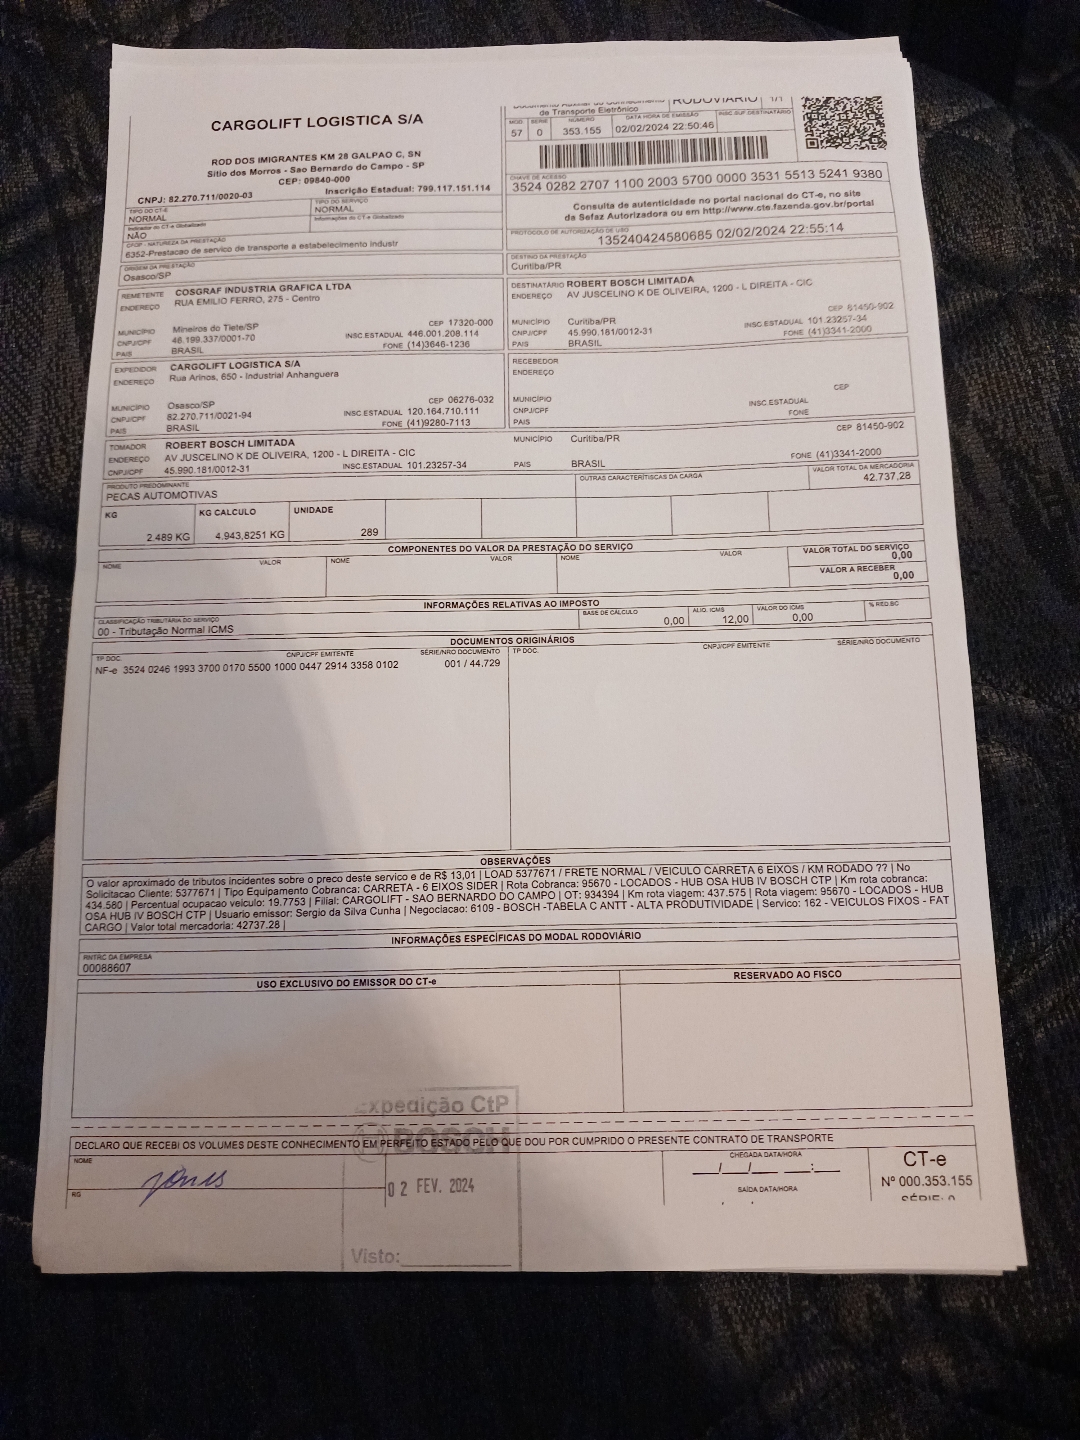 CARGOLIFT LOGISTICA S/A
ROD DOS IMIGRANTES KM 28 GALPAO C, SN
Sitio dos Morros - Sao Bernardo do Campo - SP
CEP: 09840-000
CNPJ: 82.270.711/0020-03 Inscrição Estadual: 799.117.151.114
de Transporte Eletrônico
RODOVIARIO 1/1
MOD SÉRIE NÚMERO DATA HORA DE EMISSÃO INSC.SUF.DESTINATÁRIO
57 0 353.155 02/02/2024 22:50:46
CHAVE DE ACESSO
3524 0282 2707 1100 2003 5700 0000 3531 5513 5241 9380
Consulta de autenticidade no portal nacional do CT-e, no site
da Sefaz Autorizadora ou em http://www.cte.fazenda.gov.br/portal
PROTOCOLO DE AUTORIZAÇÃO DE USO
135240424580685 02/02/2024 22:55:14
TIPO DO CT-E TIPO DO SERVIÇO
NORMAL NORMAL
Indicador do CT-e Globalizado Informações do CT-e Globalizado
NÃO
CFOP - NATUREZA DA PRESTAÇÃO
6352-Prestacao de servico de transporte a estabelecimento industr
ORIGEM DA PRESTAÇÃO
Osasco/SP
DESTINO DA PRESTAÇÃO
Curitiba/PR
REMETENTE COSGRAF INDUSTRIA GRAFICA LTDA
ENDEREÇO RUA EMILIO FERRO, 275 - Centro
CEP 17320-000
MUNICÍPIO Mineiros do Tiete/SP
CNPJ/CPF 46.199.337/0001-70 INSC.ESTADUAL 446.001.208.114
PAIS BRASIL FONE (14)3646-1236
DESTINATÁRIO ROBERT BOSCH LIMITADA
ENDEREÇO AV JUSCELINO K DE OLIVEIRA, 1200 - L DIREITA - CIC
CEP 81450-902
MUNICÍPIO Curitiba/PR
CNPJ/CPF 45.990.181/0012-31 INSC.ESTADUAL 101.23257-34
PAIS BRASIL FONE (41)3341-2000
EXPEDIDOR CARGOLIFT LOGISTICA S/A
ENDEREÇO Rua Arinos, 650 - Industrial Anhanguera
CEP 06276-032
MUNICÍPIO Osasco/SP
CNPJ/CPF 82.270.711/0021-94 INSC.ESTADUAL 120.164.710.111
PAIS BRASIL FONE (41)9280-7113
RECEBEDOR
ENDEREÇO
CEP
MUNICÍPIO
CNPJ/CPF INSC.ESTADUAL
PAIS FONE
TOMADOR ROBERT BOSCH LIMITADA MUNICÍPIO Curitiba/PR CEP 81450-902
ENDEREÇO AV JUSCELINO K DE OLIVEIRA, 1200 - L DIREITA - CIC
CNPJ/CPF 45.990.181/0012-31 INSC.ESTADUAL 101.23257-34 PAIS BRASIL FONE (41)3341-2000
PRODUTO PREDOMINANTE OUTRAS CARACTERÍTISCAS DA CARGA VALOR TOTAL DA MERCADORIA
PECAS AUTOMOTIVAS 42.737,28
KG KG CALCULO UNIDADE
2.489 KG 4.943,8251 KG 289
COMPONENTES DO VALOR DA PRESTAÇÃO DO SERVIÇO
NOME VALOR NOME VALOR NOME VALOR
VALOR TOTAL DO SERVIÇO
0,00
VALOR A RECEBER
0,00
INFORMAÇÕES RELATIVAS AO IMPOSTO
CLASSIFICAÇÃO TRIBUTÁRIA DO SERVIÇO BASE DE CÁLCULO ALIQ. ICMS VALOR DO ICMS % RED.BC
00 - Tributação Normal ICMS 0,00 12,00 0,00
DOCUMENTOS ORIGINÁRIOS
TP DOC. CNPJ/CPF EMITENTE SÉRIE/NRO DOCUMENTO TP DOC. CNPJ/CPF EMITENTE SÉRIE/NRO DOCUMENTO
NF-e 3524 0246 1993 3700 0170 5500 1000 0447 2914 3358 0102 001 / 44.729
OBSERVAÇÕES
O valor aproximado de tributos incidentes sobre o preco deste servico e de R$ 13,01 | LOAD 5377671 / FRETE NORMAL / VEICULO CARRETA 6 EIXOS / KM RODADO ?? | No
Solicitacao Cliente: 5377671 | Tipo Equipamento Cobranca: CARRETA - 6 EIXOS SIDER | Rota Cobranca: 95670 - LOCADOS - HUB OSA HUB IV BOSCH CTP | Km rota cobranca:
434.580 | Percentual ocupacao veiculo: 19.7753 | Filial: CARGOLIFT - SAO BERNARDO DO CAMPO | OT: 934394 | Km rota viagem: 437.575 | Rota viagem: 95670 - LOCADOS - HUB
OSA HUB IV BOSCH CTP | Usuario emissor: Sergio da Silva Cunha | Negociacao: 6109 - BOSCH -TABELA C ANTT - ALTA PRODUTIVIDADE | Servico: 162 - VEICULOS FIXOS - FAT
CARGO | Valor total mercadoria: 42737.28 |
INFORMAÇÕES ESPECÍFICAS DO MODAL RODOVIÁRIO
RNTRC DA EMPRESA
00088607
USO EXCLUSIVO DO EMISSOR DO CT-e RESERVADO AO FISCO
Expedição CtP
BOSCH
DECLARO QUE RECEBI OS VOLUMES DESTE CONHECIMENTO EM PERFEITO ESTADO PELO QUE DOU POR CUMPRIDO O PRESENTE CONTRATO DE TRANSPORTE
NOME
RG
02 FEV. 2024
Visto:
CHEGADA DATA/HORA
__/__/__ __:__
SAÍDA DATA/HORA
CT-e
Nº 000.353.155
SÉRIE: 0